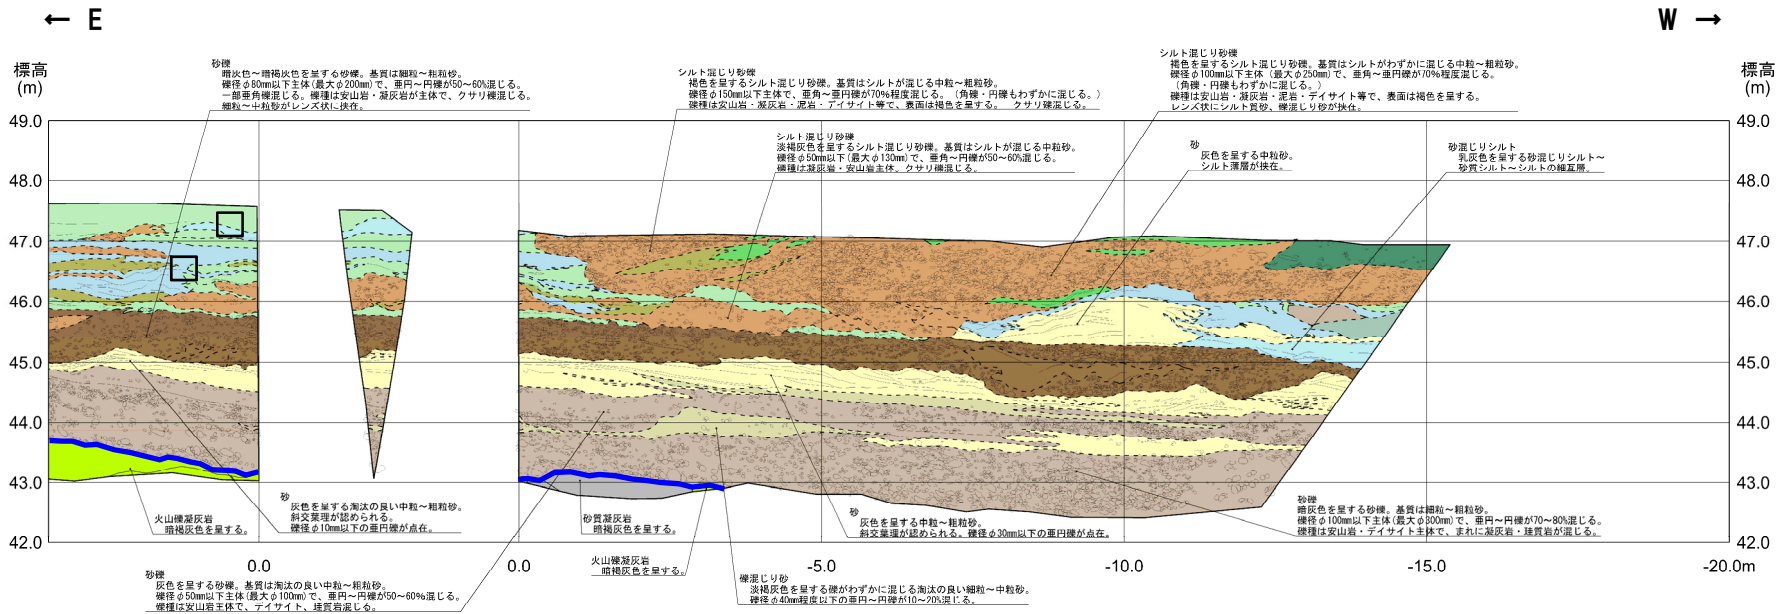 ← E
W →
標高
(m)
標高
(m)
砂礫
暗灰色～暗褐灰色を呈する砂礫。基質は細粒～粗粒砂。
礫径φ80mm以下主体(最大φ200mm)で、亜円～円礫が50～60%混じる。
一部亜角礫混じる。礫種は安山岩・凝灰岩が主体で、クサリ礫混じる。
細粒～中粒砂がレンズ状に挟在。
シルト混じり砂礫
褐色を呈するシルト混じり砂礫。基質はシルトが混じる中粒～粗粒砂。
礫径φ150mm以下主体で、亜角～亜円礫が70%程度混じる。（角礫・円礫もわずかに混じる。）
礫種は安山岩・凝灰岩・泥岩・デイサイト等で、表面は褐色を呈する。 クサリ礫混じる。
シルト混じり砂礫
褐色を呈するシルト混じり砂礫。基質はシルトがわずかに混じる中粒～粗粒砂。
礫径φ100mm以下主体（最大φ250mm)で、亜角～亜円礫が70%程度混じる。
（角礫・円礫もわずかに混じる。）
礫種は安山岩・凝灰岩・泥岩・デイサイト等で、表面は褐色を呈する。
レンズ状にシルト質砂、礫混じり砂が挟在。
シルト混じり砂礫
淡褐灰色を呈するシルト混じり砂礫。基質はシルトが混じる中粒砂。
礫径φ50mm以下(最大φ130mm)で、亜角～円礫が50～60%混じる。
礫種は凝灰岩・安山岩主体。クサリ礫混じる。
砂
灰色を呈する中粒砂。
シルト薄層が挟在。
砂混じりシルト
乳灰色を呈する砂混じりシルト～
砂質シルト～シルトの細互層。
49.0
48.0
47.0
46.0
45.0
44.0
43.0
42.0
49.0
48.0
47.0
46.0
45.0
44.0
43.0
42.0
火山礫凝灰岩
暗褐灰色を呈する。
砂
灰色を呈する淘汰の良い中粒～粗粒砂。
斜交葉理が認められる。
礫径φ10mm以下の亜円礫が点在。
砂質凝灰岩
暗褐灰色を呈する。
砂
灰色を呈する中粒～粗粒砂。
斜交葉理が認められる。礫径φ30mm以下の亜円礫が点在。
砂礫
暗灰色を呈する砂礫。基質は細粒～粗粒砂。
礫径φ100mm以下主体(最大φ300mm)で、亜円～円礫が70～80%混じる。
礫種は安山岩・デイサイト主体で、まれに凝灰岩・珪質岩が混じる。
0.0
0.0
-5.0
-10.0
-15.0
-20.0m
火山礫凝灰岩
暗褐灰色を呈する。
砂礫
灰色を呈する砂礫。基質は淘汰の良い中粒～粗粒砂。
礫径φ50mm以下主体(最大φ100mm)で、亜円～円礫が50～60%混じる。
礫種は安山岩主体で、デイサイト、珪質岩混じる。
礫混じり砂
淡褐灰色を呈する礫がわずかに混じる淘汰の良い細粒～中粒砂。
礫径φ40mm程度以下の亜円～円礫が10～20%混じる。